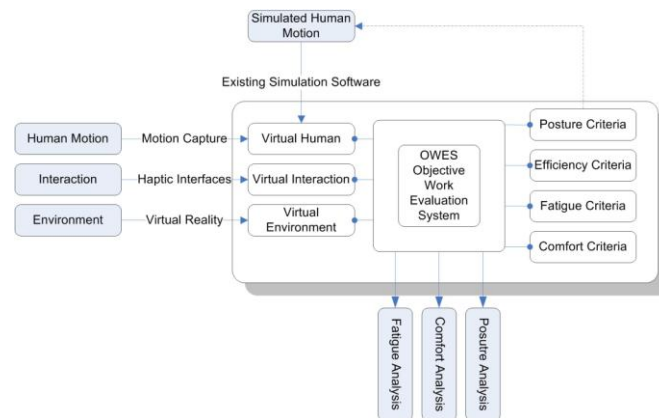 Simulated Human
Motion
Existing Simulation Software
Human Motion
Motion Capture
Virtual Human
Interaction
Haptic Interfaces
Virtual Interaction
Environment
Virtual Reality
Virtual
Environment
OWES
Objective
Work
Evaluation
System
Posture Criteria
Efficiency Criteria
Fatigue Criteria
Comfort Criteria
Fatigue Analysis
Comfort Analysis
Posutre Analysis